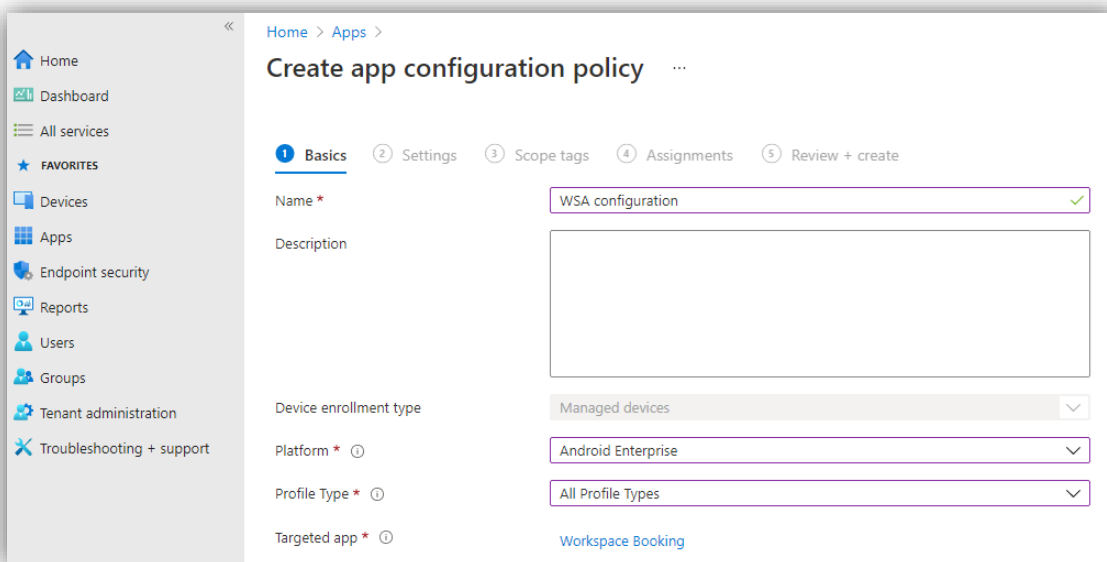 «
Home
Dashboard
All services
FAVORITES
Devices
Apps
Endpoint security
Reports
Users
Groups
Tenant administration
Troubleshooting + support
Home > Apps >
Create app configuration policy ...
1 Basics 2 Settings 3 Scope tags 4 Assignments 5 Review + create
Name * WSA configuration
Description
Device enrollment type Managed devices
Platform * Android Enterprise
Profile Type * All Profile Types
Targeted app * Workspace Booking